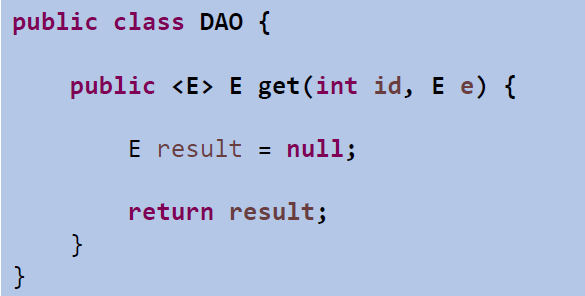 public class DAO {
public <E> E get(int id, E e) {
E result = null;
return result;
}
}